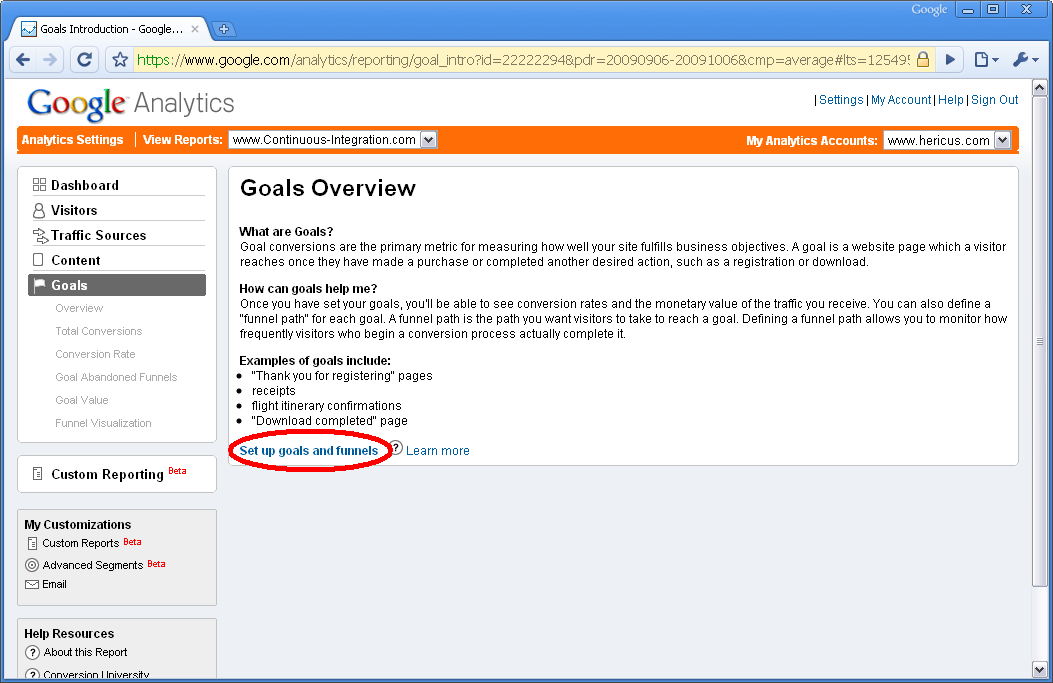 Google
Goals Introduction - Google...
https://www.google.com/analytics/reporting/goal_intro?id=22222294&pdr=20090906-20091006&cmp=average#lts=125495
Google Analytics
| Settings | My Account | Help | Sign Out
Analytics Settings | View Reports: www.Continuous-Integration.com
My Analytics Accounts: www.hericus.com
Dashboard
Visitors
Traffic Sources
Content
Goals
Overview
Total Conversions
Conversion Rate
Goal Abandoned Funnels
Goal Value
Funnel Visualization
Custom Reporting Beta
My Customizations
Custom Reports Beta
Advanced Segments Beta
Email
Help Resources
? About this Report
? Conversion University
Goals Overview
What are Goals?
Goal conversions are the primary metric for measuring how well your site fulfills business objectives. A goal is a website page which a visitor
reaches once they have made a purchase or completed another desired action, such as a registration or download.
How can goals help me?
Once you have set your goals, you'll be able to see conversion rates and the monetary value of the traffic you receive. You can also define a
"funnel path" for each goal. A funnel path is the path you want visitors to take to reach a goal. Defining a funnel path allows you to monitor how
frequently visitors who begin a conversion process actually complete it.
Examples of goals include:
• "Thank you for registering" pages
• receipts
• flight itinerary confirmations
• "Download completed" page
Set up goals and funnels ? Learn more